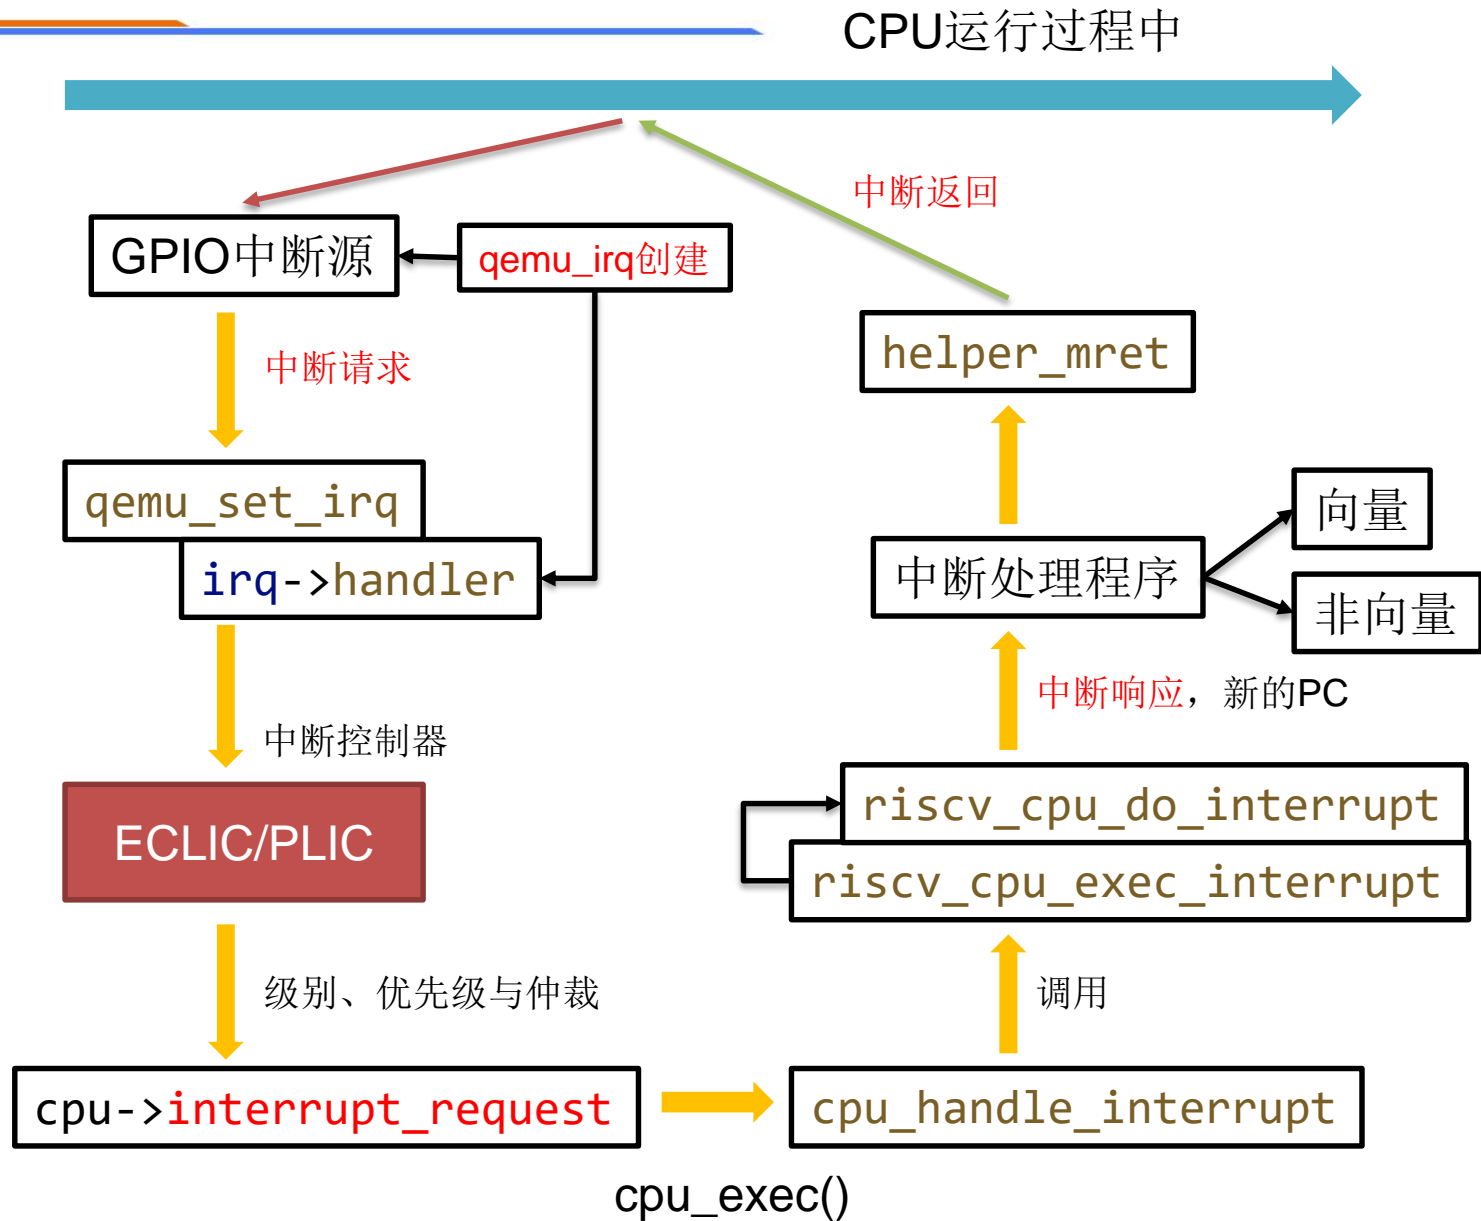 CPU运行过程中
中断返回
GPIO中断源
qemu_irq创建
中断请求
helper_mret
qemu_set_irq
irq->handler
向量
中断处理程序
非向量
中断响应，新的PC
中断控制器
riscv_cpu_do_interrupt
ECLIC/PLIC
riscv_cpu_exec_interrupt
级别、优先级与仲裁
调用
cpu->interrupt_request
cpu_handle_interrupt
cpu_exec()